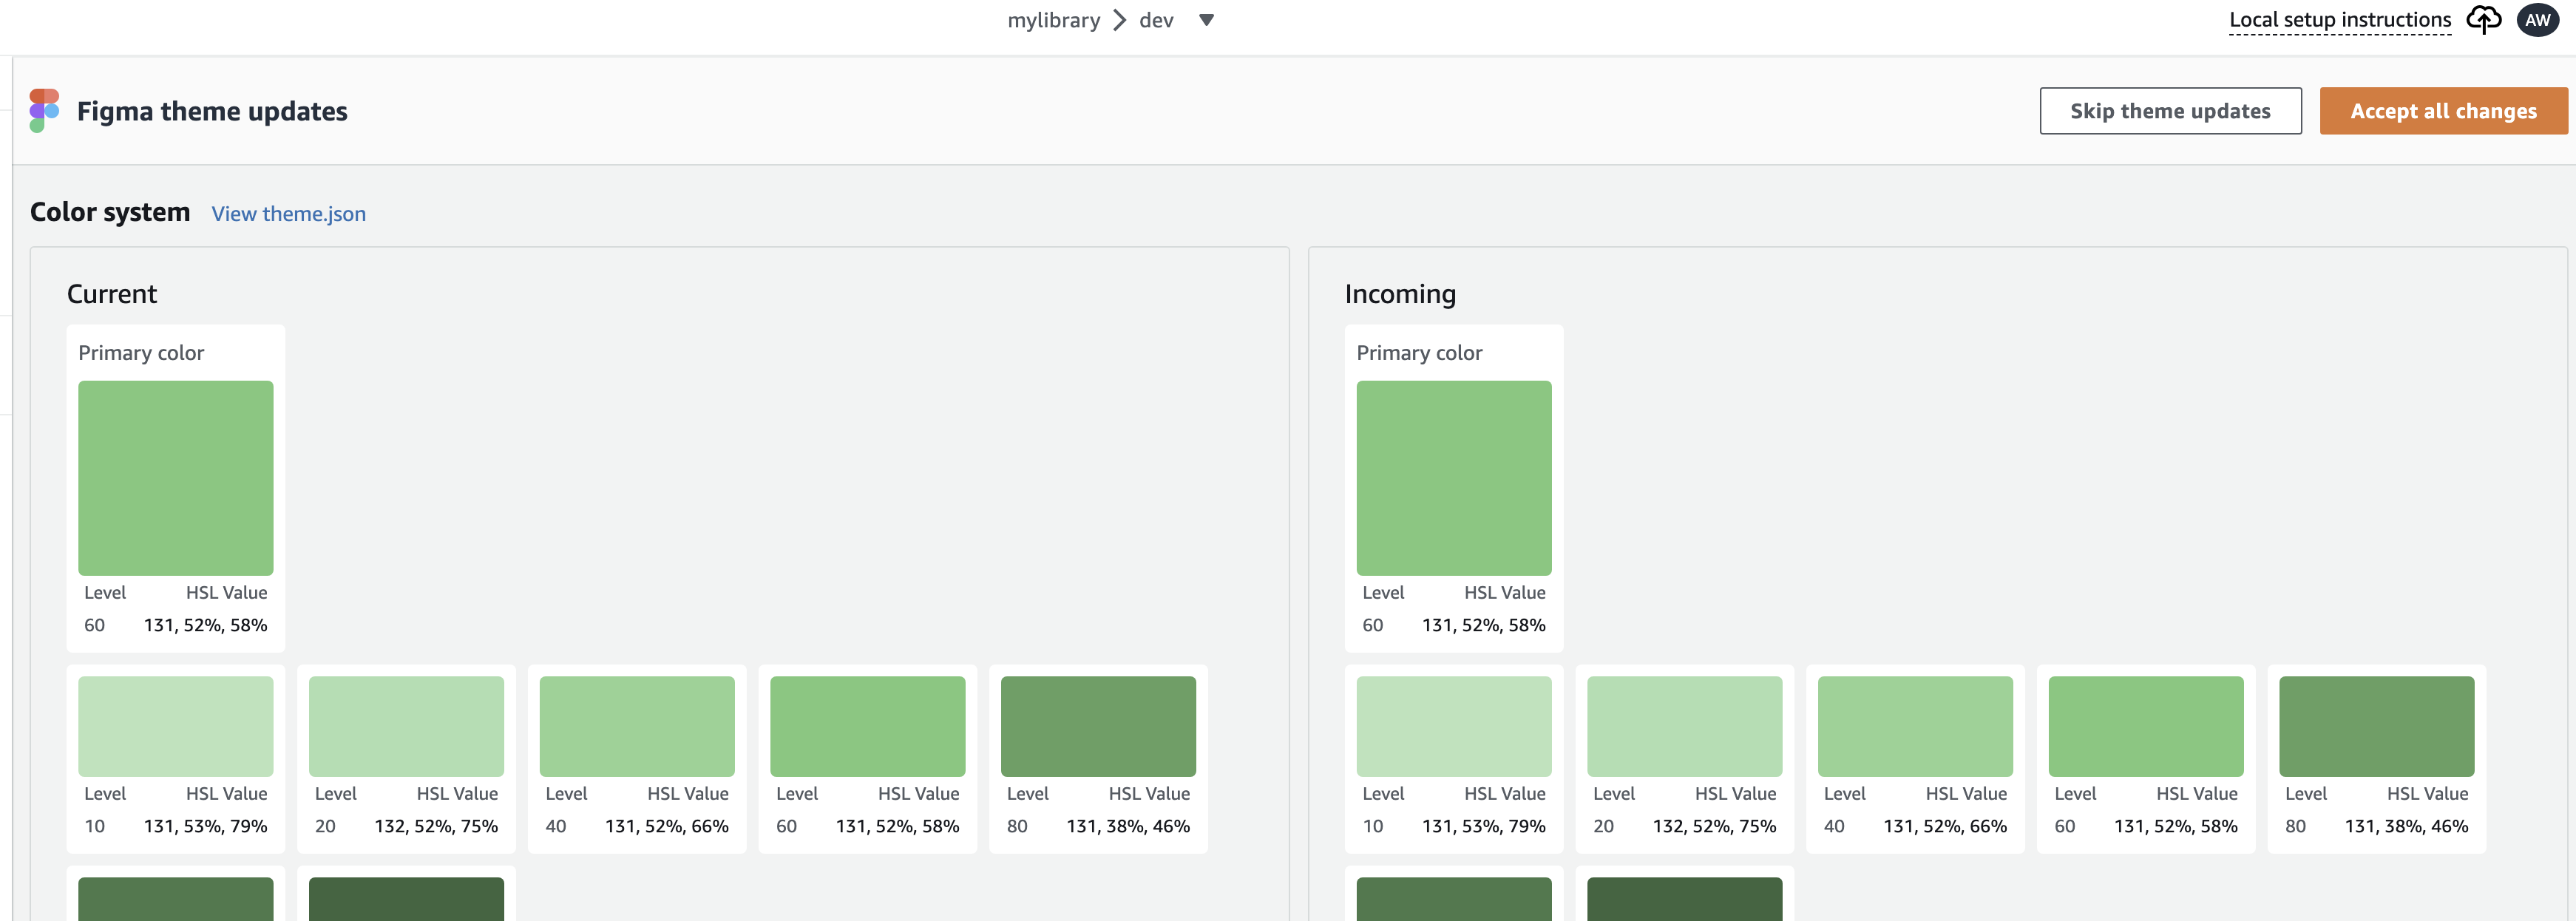 mylibrary > dev
Local setup instructions
AW
Figma theme updates
Skip theme updates
Accept all changes
Color system
View theme.json
Current
Primary color
Level HSL Value
60 131, 52%, 58%
Level HSL Value
10 131, 53%, 79%
Level HSL Value
20 132, 52%, 75%
Level HSL Value
40 131, 52%, 66%
Level HSL Value
60 131, 52%, 58%
Level HSL Value
80 131, 38%, 46%
Incoming
Primary color
Level HSL Value
60 131, 52%, 58%
Level HSL Value
10 131, 53%, 79%
Level HSL Value
20 132, 52%, 75%
Level HSL Value
40 131, 52%, 66%
Level HSL Value
60 131, 52%, 58%
Level HSL Value
80 131, 38%, 46%